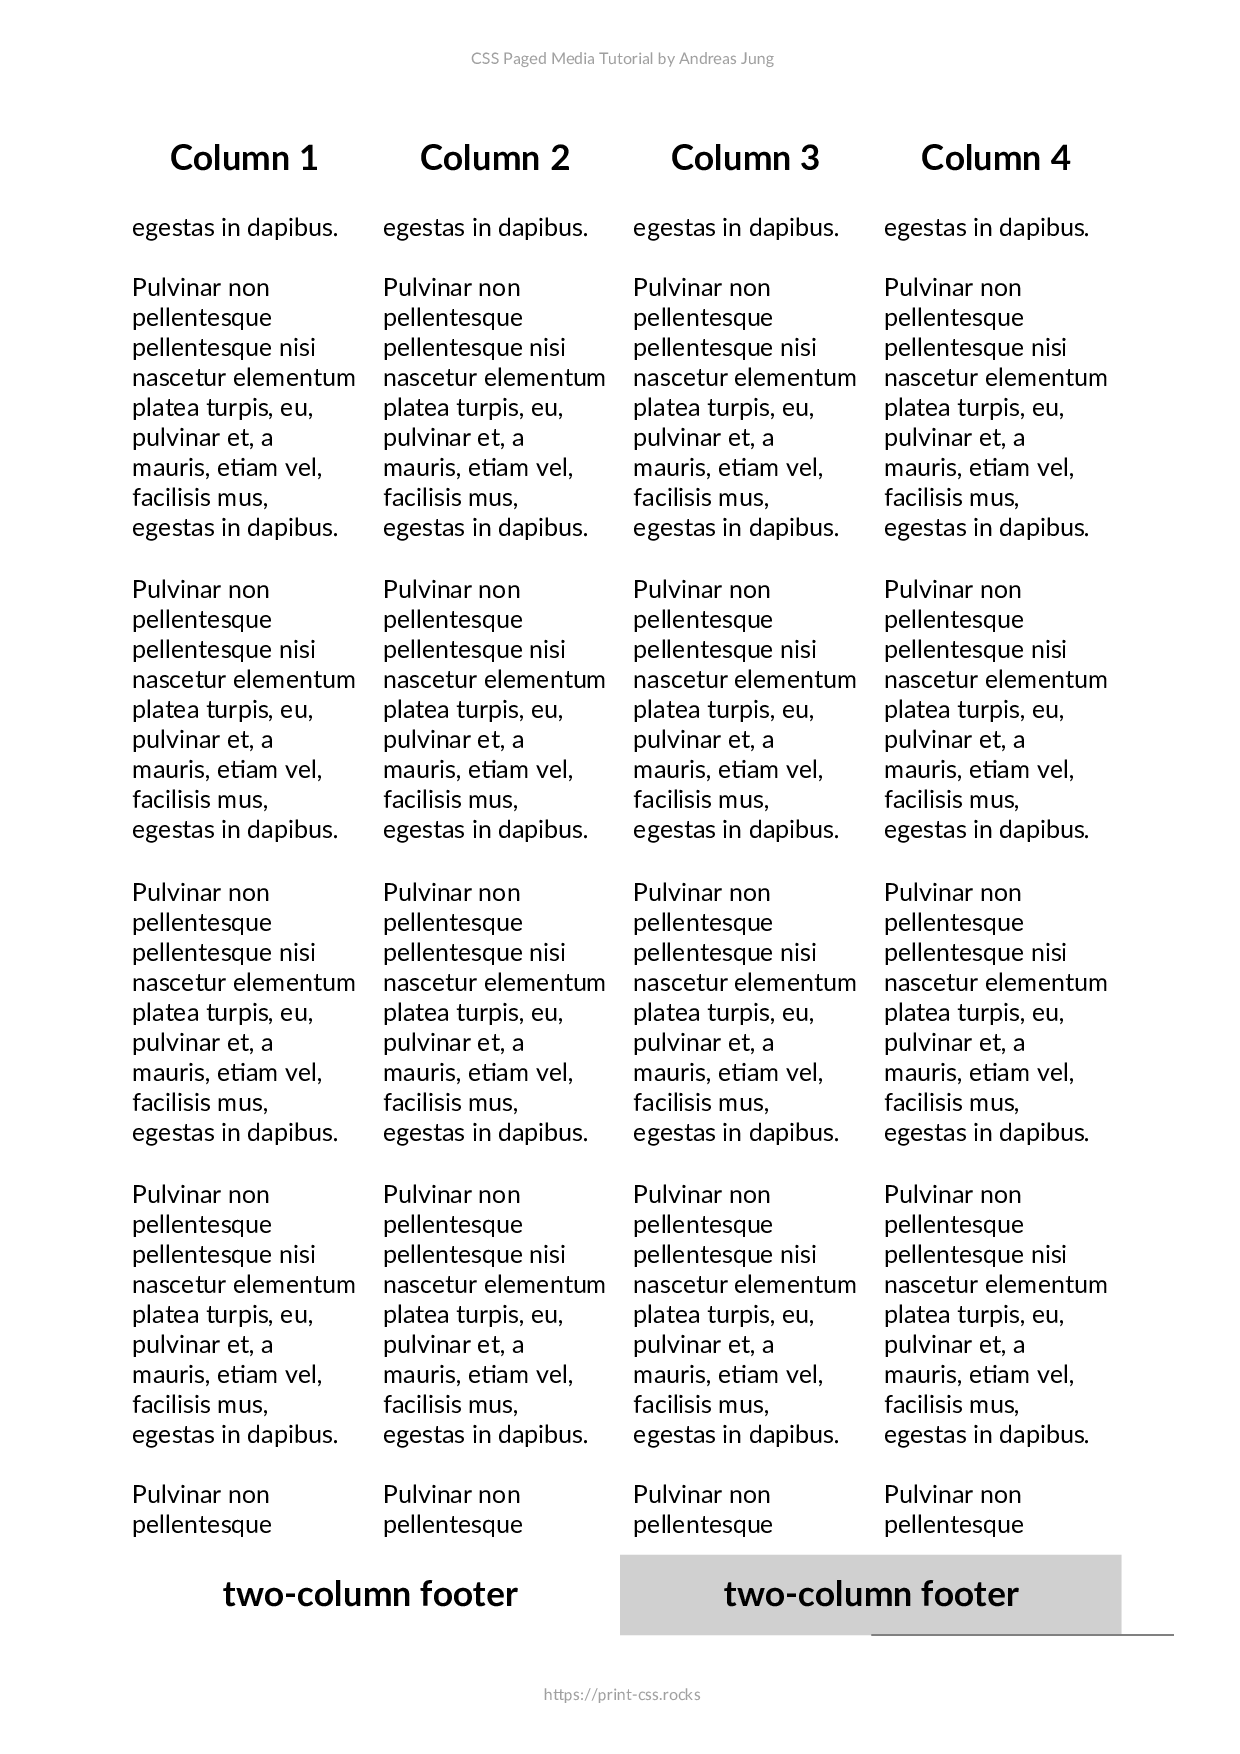 CSS Paged Media Tutorial by Andreas Jung
Column 1 Column 2 Column 3 Column 4
egestas in dapibus. egestas in dapibus. egestas in dapibus. egestas in dapibus.
Pulvinar non Pulvinar non Pulvinar non Pulvinar non
pellentesque pellentesque pellentesque pellentesque
pellentesque nisi pellentesque nisi pellentesque nisi pellentesque nisi
nascetur elementum nascetur elementum nascetur elementum nascetur elementum
platea turpis, eu, platea turpis, eu, platea turpis, eu, platea turpis, eu,
pulvinar et, a pulvinar et, a pulvinar et, a pulvinar et, a
mauris, etiam vel, mauris, etiam vel, mauris, etiam vel, mauris, etiam vel,
facilisis mus, facilisis mus, facilisis mus, facilisis mus,
egestas in dapibus. egestas in dapibus. egestas in dapibus. egestas in dapibus.
Pulvinar non Pulvinar non Pulvinar non Pulvinar non
pellentesque pellentesque pellentesque pellentesque
pellentesque nisi pellentesque nisi pellentesque nisi pellentesque nisi
nascetur elementum nascetur elementum nascetur elementum nascetur elementum
platea turpis, eu, platea turpis, eu, platea turpis, eu, platea turpis, eu,
pulvinar et, a pulvinar et, a pulvinar et, a pulvinar et, a
mauris, etiam vel, mauris, etiam vel, mauris, etiam vel, mauris, etiam vel,
facilisis mus, facilisis mus, facilisis mus, facilisis mus,
egestas in dapibus. egestas in dapibus. egestas in dapibus. egestas in dapibus.
Pulvinar non Pulvinar non Pulvinar non Pulvinar non
pellentesque pellentesque pellentesque pellentesque
pellentesque nisi pellentesque nisi pellentesque nisi pellentesque nisi
nascetur elementum nascetur elementum nascetur elementum nascetur elementum
platea turpis, eu, platea turpis, eu, platea turpis, eu, platea turpis, eu,
pulvinar et, a pulvinar et, a pulvinar et, a pulvinar et, a
mauris, etiam vel, mauris, etiam vel, mauris, etiam vel, mauris, etiam vel,
facilisis mus, facilisis mus, facilisis mus, facilisis mus,
egestas in dapibus. egestas in dapibus. egestas in dapibus. egestas in dapibus.
Pulvinar non Pulvinar non Pulvinar non Pulvinar non
pellentesque pellentesque pellentesque pellentesque
pellentesque nisi pellentesque nisi pellentesque nisi pellentesque nisi
nascetur elementum nascetur elementum nascetur elementum nascetur elementum
platea turpis, eu, platea turpis, eu, platea turpis, eu, platea turpis, eu,
pulvinar et, a pulvinar et, a pulvinar et, a pulvinar et, a
mauris, etiam vel, mauris, etiam vel, mauris, etiam vel, mauris, etiam vel,
facilisis mus, facilisis mus, facilisis mus, facilisis mus,
egestas in dapibus. egestas in dapibus. egestas in dapibus. egestas in dapibus.
Pulvinar non Pulvinar non Pulvinar non Pulvinar non
pellentesque pellentesque pellentesque pellentesque
two-column footer two-column footer
https://print-css.rocks